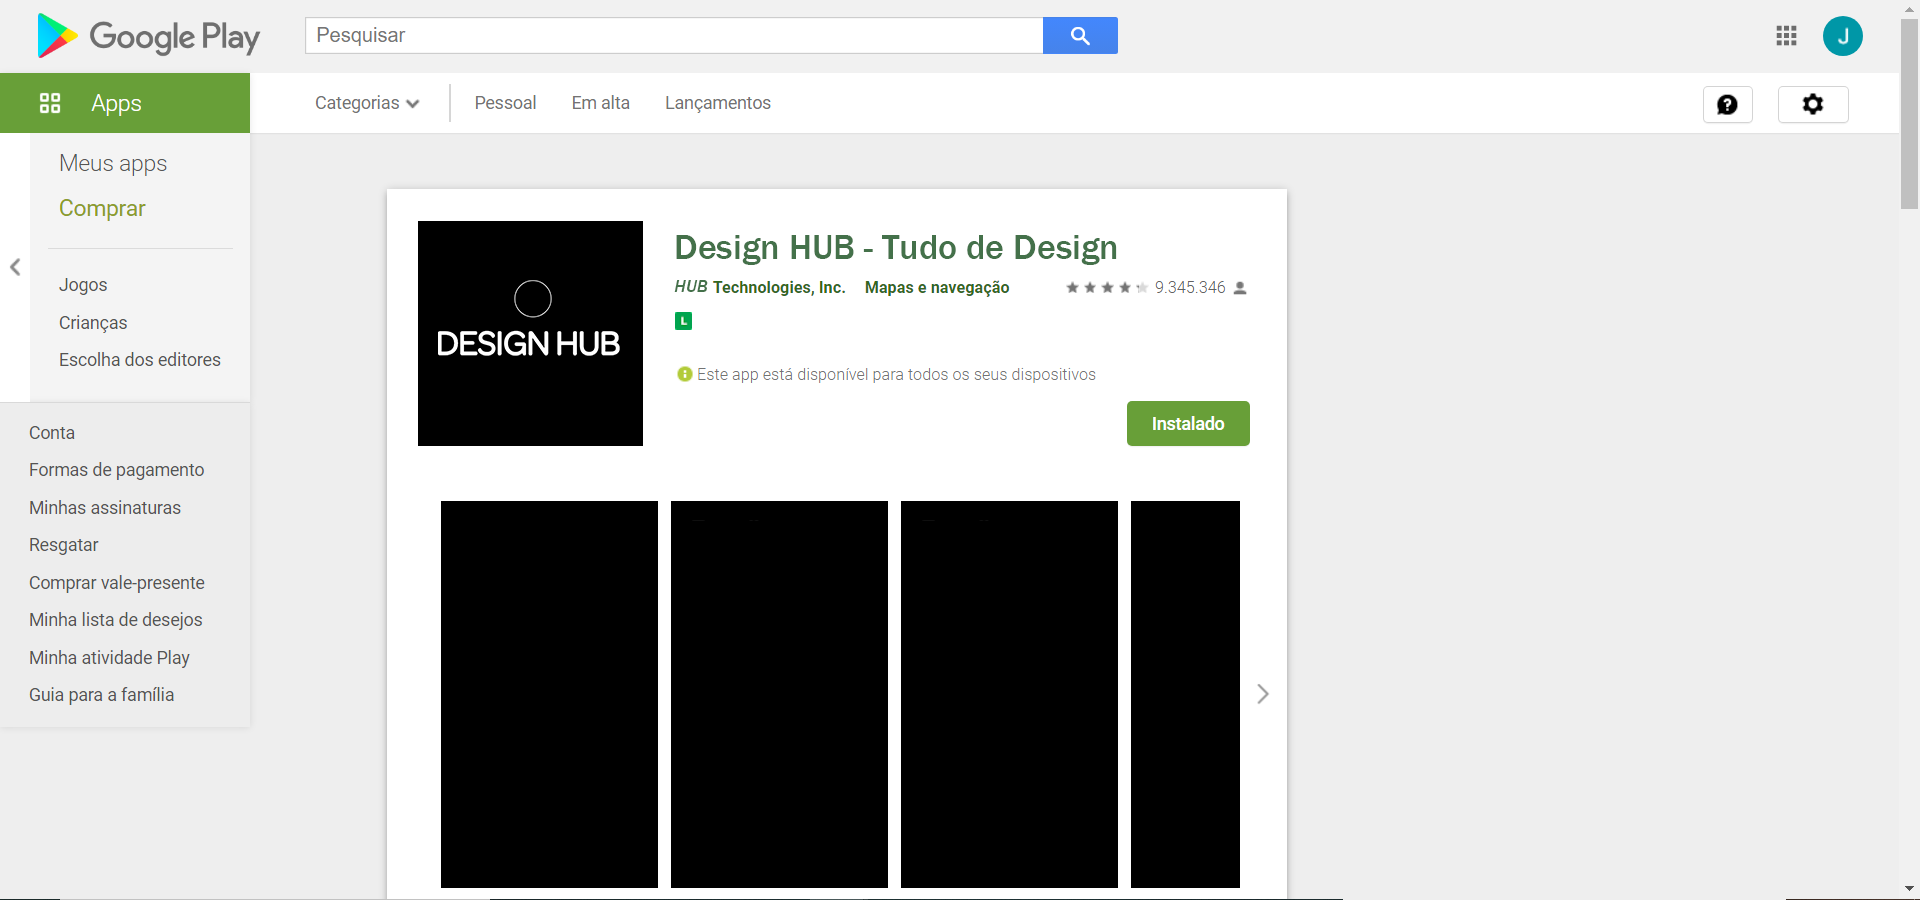 Google Play
Pesquisar
J
Apps
Categorias
Pessoal
Em alta
Lançamentos
Meus apps
Comprar
Jogos
Crianças
Escolha dos editores
Conta
Formas de pagamento
Minhas assinaturas
Resgatar
Comprar vale-presente
Minha lista de desejos
Minha atividade Play
Guia para a família
DESIGN HUB
Design HUB - Tudo de Design
HUB Technologies, Inc. Mapas e navegação 9.345.346
L
Este app está disponível para todos os seus dispositivos
Instalado